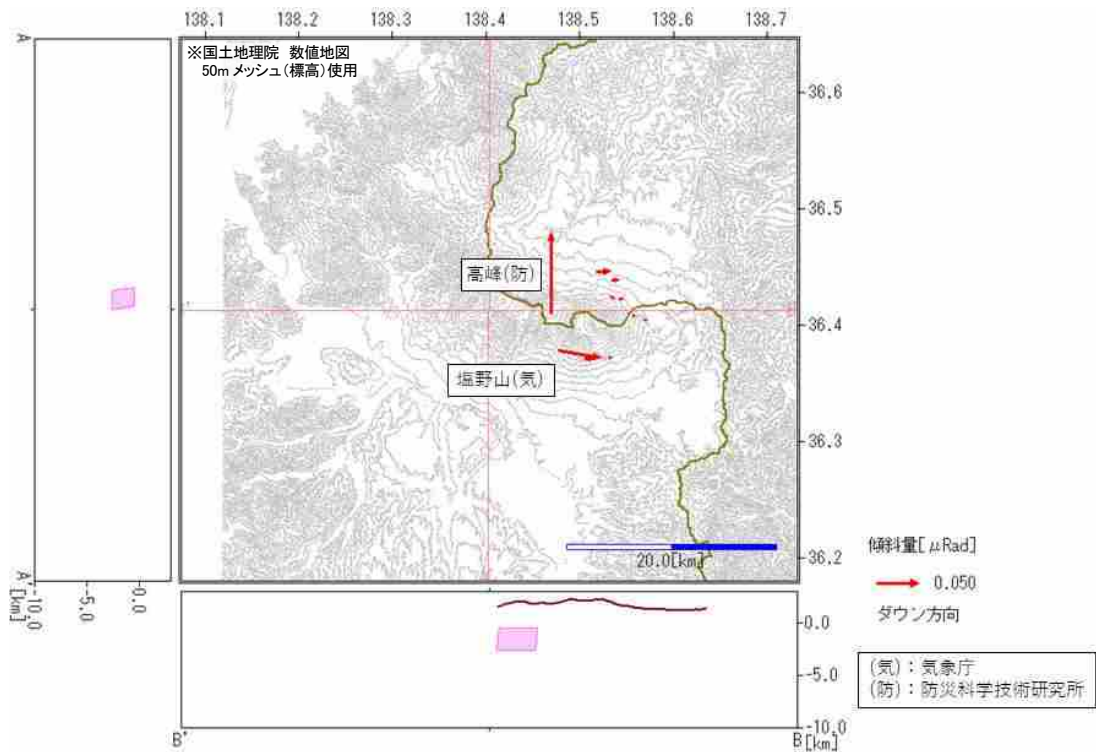 138.1 138.2 138.3 138.4 138.5 138.6 138.7
A
※国土地理院 数値地図
50mメッシュ(標高)使用
36.6
36.5
高峰(防)
36.4
塩野山(気)
36.3
36.2
20.0[km]
A'
-10.0 -5.0 0.0
[km]
傾斜量[μRad]
0.050
ダウン方向
0.0
-5.0
-10.0
B' B [km]
(気):気象庁
(防):防災科学技術研究所